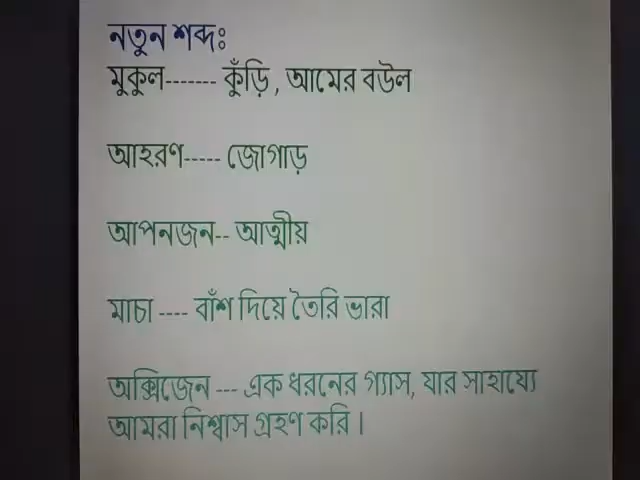 নতুন শব্দঃ
মুকুল------- কুঁড়ি , আমের বউল
আহরণ----- জোগাড়
আপনজন-- আত্মীয়
মাচা ---- বাঁশ দিয়ে তৈরি ভারা
অক্সিজেন --- এক ধরনের গ্যাস, যার সাহায্যে
আমরা নিশ্বাস গ্রহণ করি ।